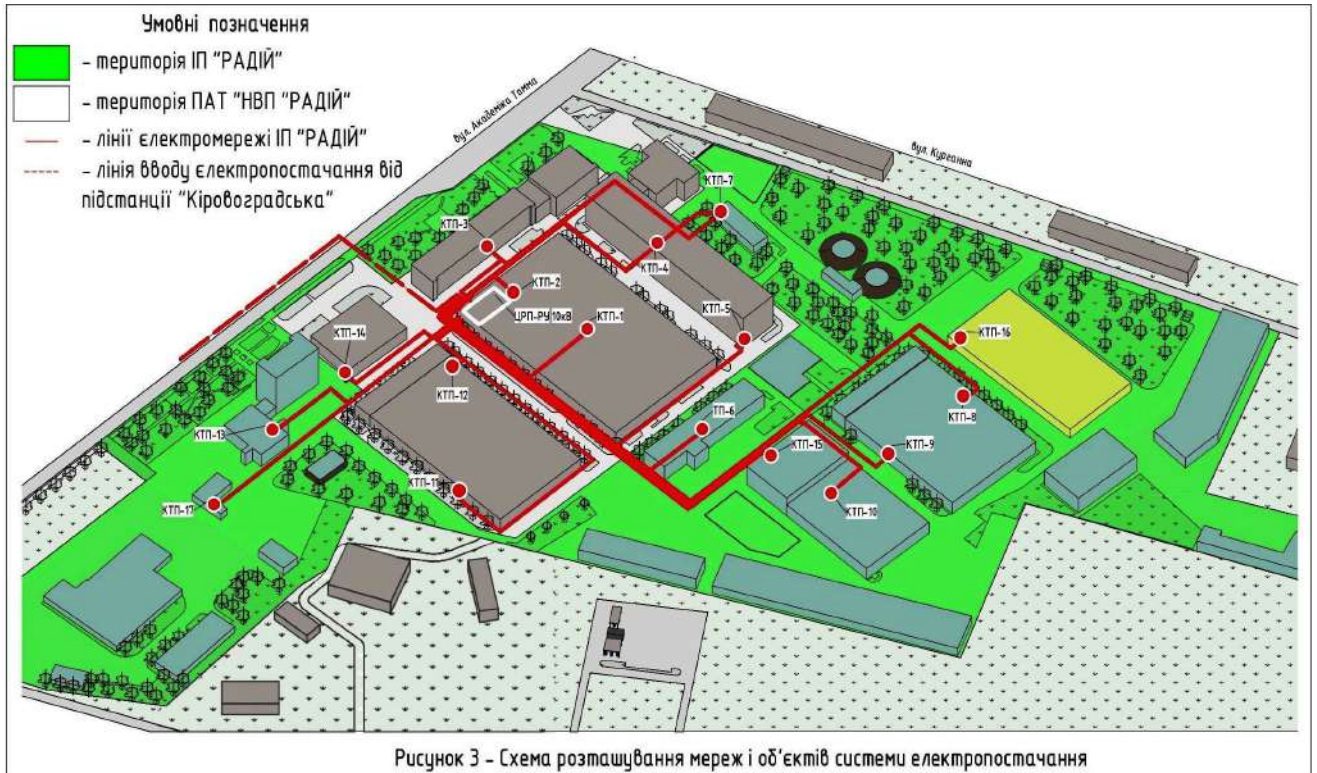 Умовні позначення
- територія ІП "РАДІЙ"
- територія ПАТ "НВП "РАДІЙ"
- лінії єлектромережі ІП "РАДІЙ"
- лінія вводу єлектропостачання від
підстанції "Кіровоградська"
вул. Академіка Тамма
вул. Курганна
КТП-7
КТП-3
КТП-4
КТП-2
ЦРП-РУ 10кВ
КТП-1
КТП-5
КТП-14
КТП-16
КТП-12
КТП-8
ТП-6
КТП-13
КТП-15
КТП-9
КТП-11
КТП-17
КТП-10
Рисунок 3 - Схема розташування мереж і об'єктів системи електропостачання